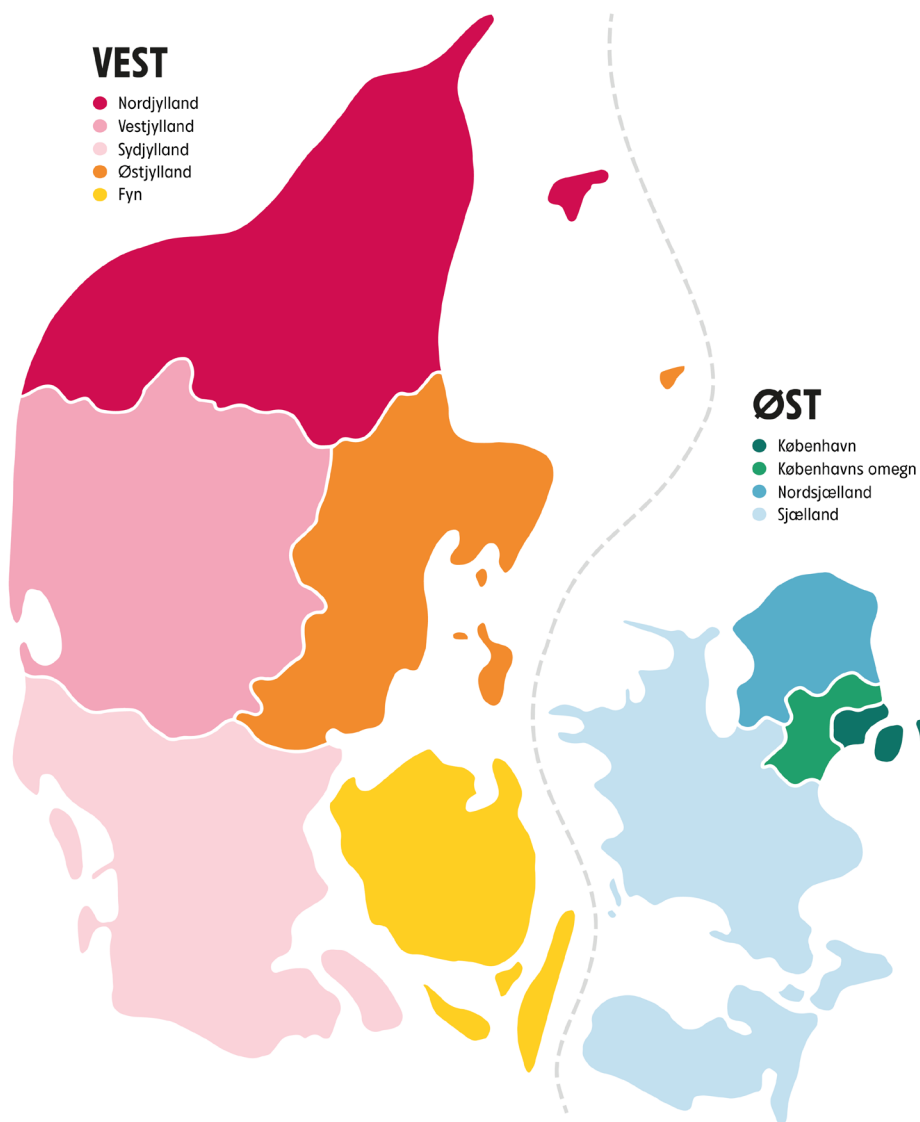 VEST
Nordjylland
Vestjylland
Sydjylland
Østjylland
Fyn
ØST
København
Københavns omegn
Nordsjælland
Sjælland